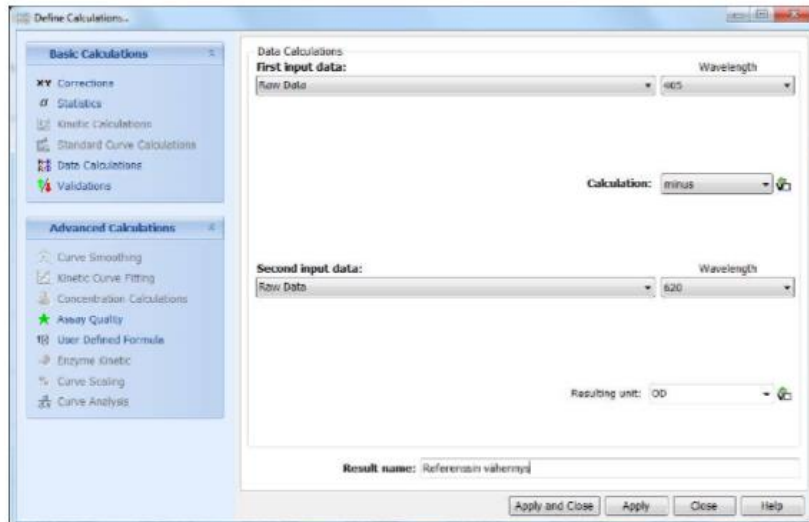 Define Calculations...
Basic Calculations
Corrections
Statistics
Kinetic Calculations
Standard Curve Calculations
Data Calculations
Validations
Advanced Calculations
Curve Smoothing
Kinetic Curve Fitting
Concentration Calculations
Assay Quality
User Defined Formula
Enzyme Kinetic
Curve Scaling
Curve Analysis
Data Calculations
First input data: Wavelength
Raw Data 405
Calculation: minus
Second input data: Wavelength
Raw Data 620
Resulting unit: OD
Result name: Referenssin vähennys
Apply and Close Apply Close Help